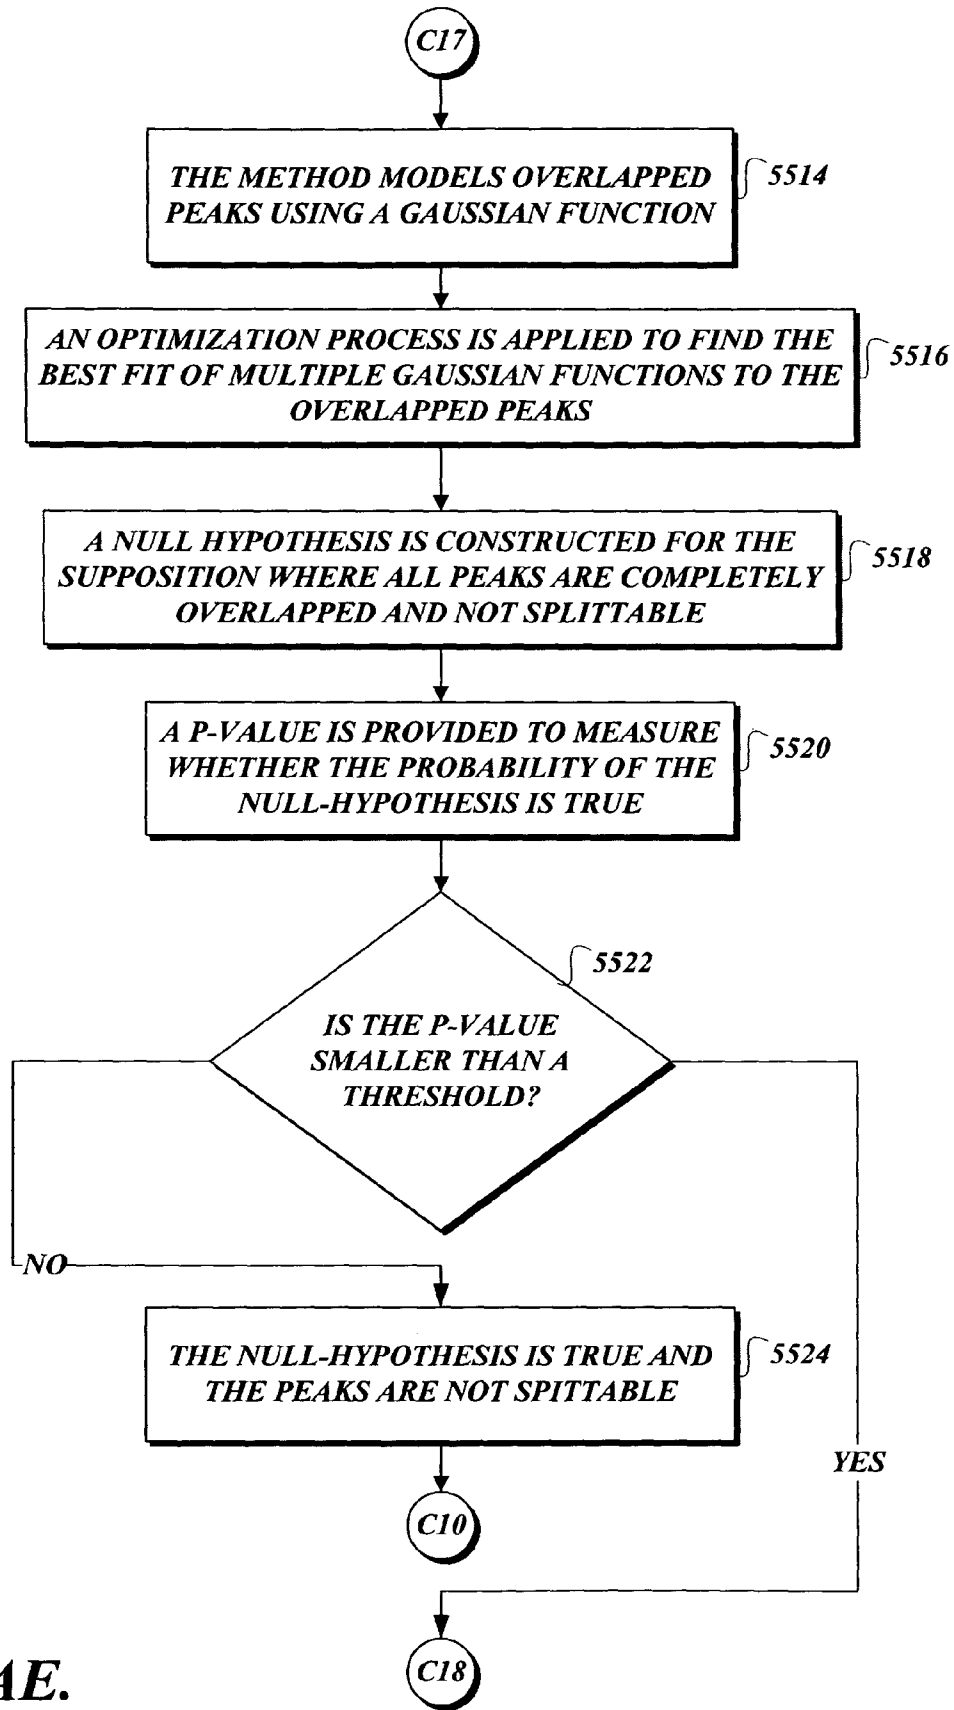 C17
THE METHOD MODELS OVERLAPPED
PEAKS USING A GAUSSIAN FUNCTION
5514
AN OPTIMIZATION PROCESS IS APPLIED TO FIND THE
BEST FIT OF MULTIPLE GAUSSIAN FUNCTIONS TO THE
OVERLAPPED PEAKS
5516
A NULL HYPOTHESIS IS CONSTRUCTED FOR THE
SUPPOSITION WHERE ALL PEAKS ARE COMPLETELY
OVERLAPPED AND NOT SPLITTABLE
5518
A P-VALUE IS PROVIDED TO MEASURE
WHETHER THE PROBABILITY OF THE
NULL-HYPOTHESIS IS TRUE
5520
5522
IS THE P-VALUE
SMALLER THAN A
THRESHOLD?
NO
THE NULL-HYPOTHESIS IS TRUE AND
THE PEAKS ARE NOT SPITTABLE
5524
YES
C10
C18
AE.